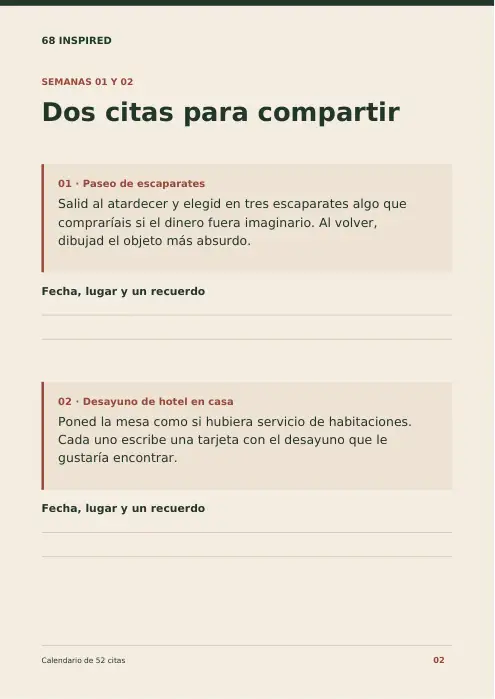 68 INSPIRED
SEMANAS 01 Y 02
Dos citas para compartir
01 · Paseo de escaparates
Salid al atardecer y elegid en tres escaparates algo que
compraríais si el dinero fuera imaginario. Al volver,
dibujad el objeto más absurdo.
Fecha, lugar y un recuerdo
02 · Desayuno de hotel en casa
Poned la mesa como si hubiera servicio de habitaciones.
Cada uno escribe una tarjeta con el desayuno que le
gustaría encontrar.
Fecha, lugar y un recuerdo
Calendario de 52 citas
02